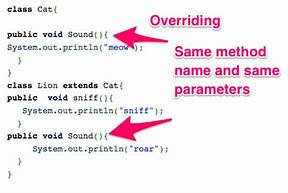 class Cat{
Overriding
public void Sound(){
System.out.println("meow");
}
Same method
name and same
parameters
class Lion extends Cat{
public void sniff(){
System.out.println("sniff");
}
public void Sound(){
System.out.println("roar");
}